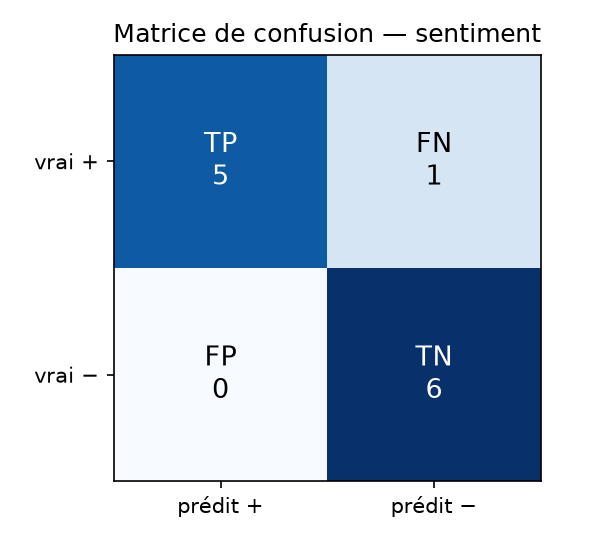 Matrice de confusion — sentiment
vrai +
TP
5
FN
1
vrai −
FP
0
TN
6
prédit +
prédit −